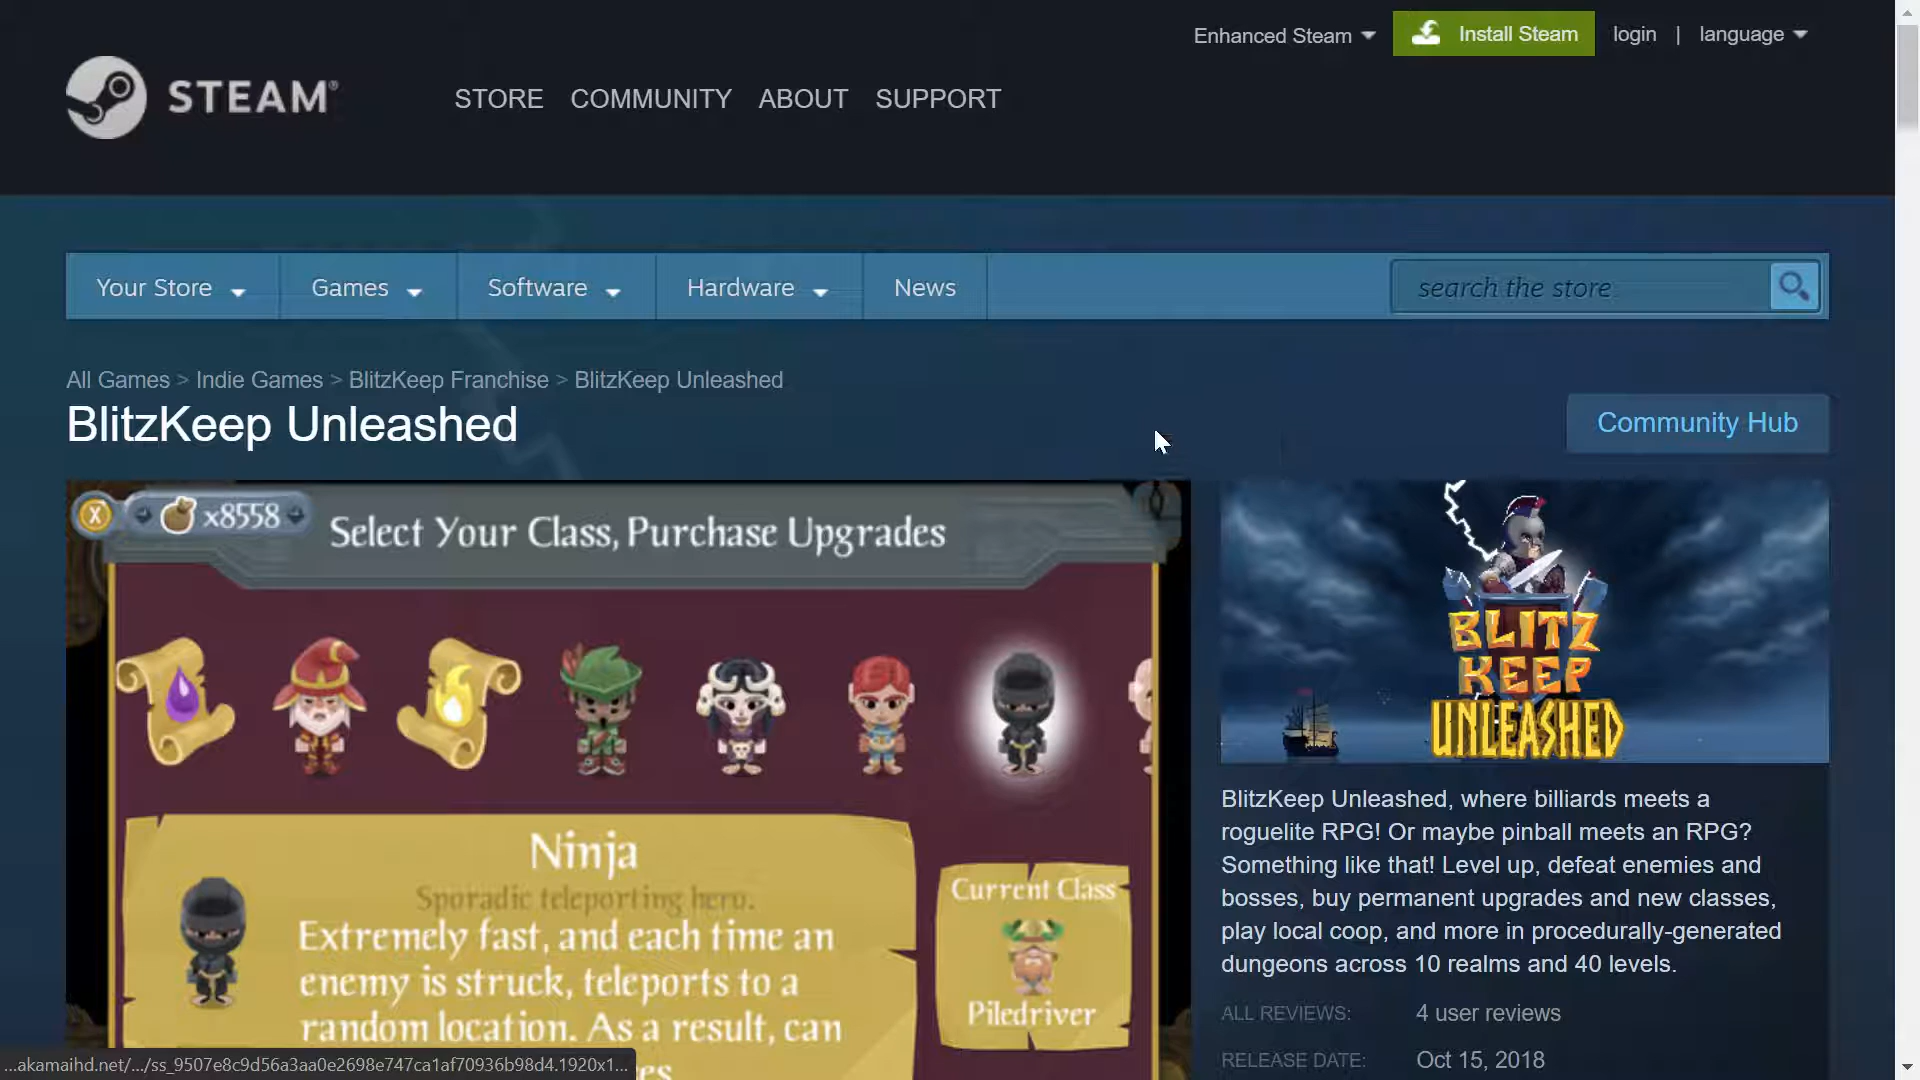 Enhanced Steam
Install Steam
login | language
STEAM®
STORE COMMUNITY ABOUT SUPPORT
Your Store Games Software Hardware News
search the store
All Games > Indie Games > BlitzKeep Franchise > BlitzKeep Unleashed
BlitzKeep Unleashed
Community Hub
X
x8558
Select Your Class, Purchase Upgrades
Ninja
Sporadic teleporting hero.
Extremely fast, and each time an
enemy is struck, teleports to a
random location. As a result, can
Current Class
Piledriver
BLITZ
KEEP
UNLEASHED
BlitzKeep Unleashed, where billiards meets a
roguelite RPG! Or maybe pinball meets an RPG?
Something like that! Level up, defeat enemies and
bosses, buy permanent upgrades and new classes,
play local coop, and more in procedurally-generated
dungeons across 10 realms and 40 levels.
ALL REVIEWS: 4 user reviews
RELEASE DATE: Oct 15, 2018
...akamaihd.net/.../ss_9507e8c9d56a3aa0e2698e747ca1af70936b98d4.1920x1...